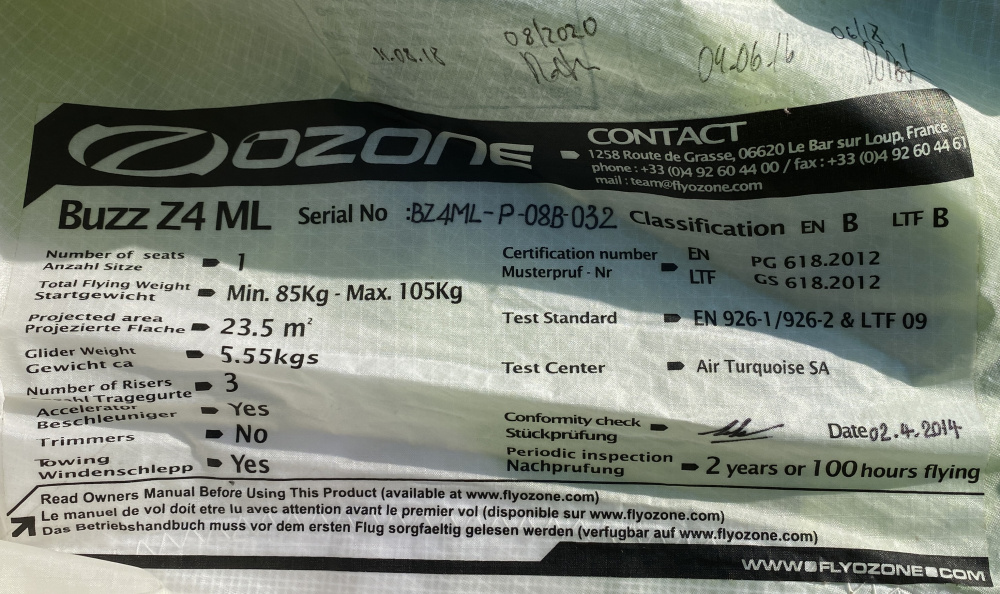 11.08.18
08/2020
04.06.16
06/18
OZONE
CONTACT
1258 Route de Grasse, 06620 Le Bar sur Loup, France
phone : +33 (0)4 92 60 44 00 / fax : +33 (0)4 92 60 44 61
mail : team@flyozone.com
Buzz Z4 ML Serial No :BZ4ML-P-08B-032 Classification EN B LTF B
Number of seats
Anzahl Sitze 1
Total Flying Weight
Startgewicht Min. 85Kg - Max. 105Kg
Projected area
Projezierte Flache 23.5 m²
Glider Weight
Gewicht ca 5.55kgs
Number of Risers
Tragegurte 3
Accelerator
Beschleuniger Yes
Trimmers No
Towing
Windenschlepp Yes
Certification number EN PG 618.2012
Musterpruf - Nr LTF GS 618.2012
Test Standard EN 926-1/926-2 & LTF 09
Test Center Air Turquoise SA
Conformity check
Stückprüfung Date 02.4.2014
Periodic inspection
Nachprufung 2 years or 100 hours flying
Read Owners Manual Before Using This Product (available at www.flyozone.com)
Le manuel de vol doit etre lu avec attention avant le premier vol (disponible sur www.flyozone.com)
Das Betriebshandbuch muss vor dem ersten Flug sorgfaeltig gelesen werden (verfugbar auf www.flyozone.com)
WWW.FLYOZONE.COM